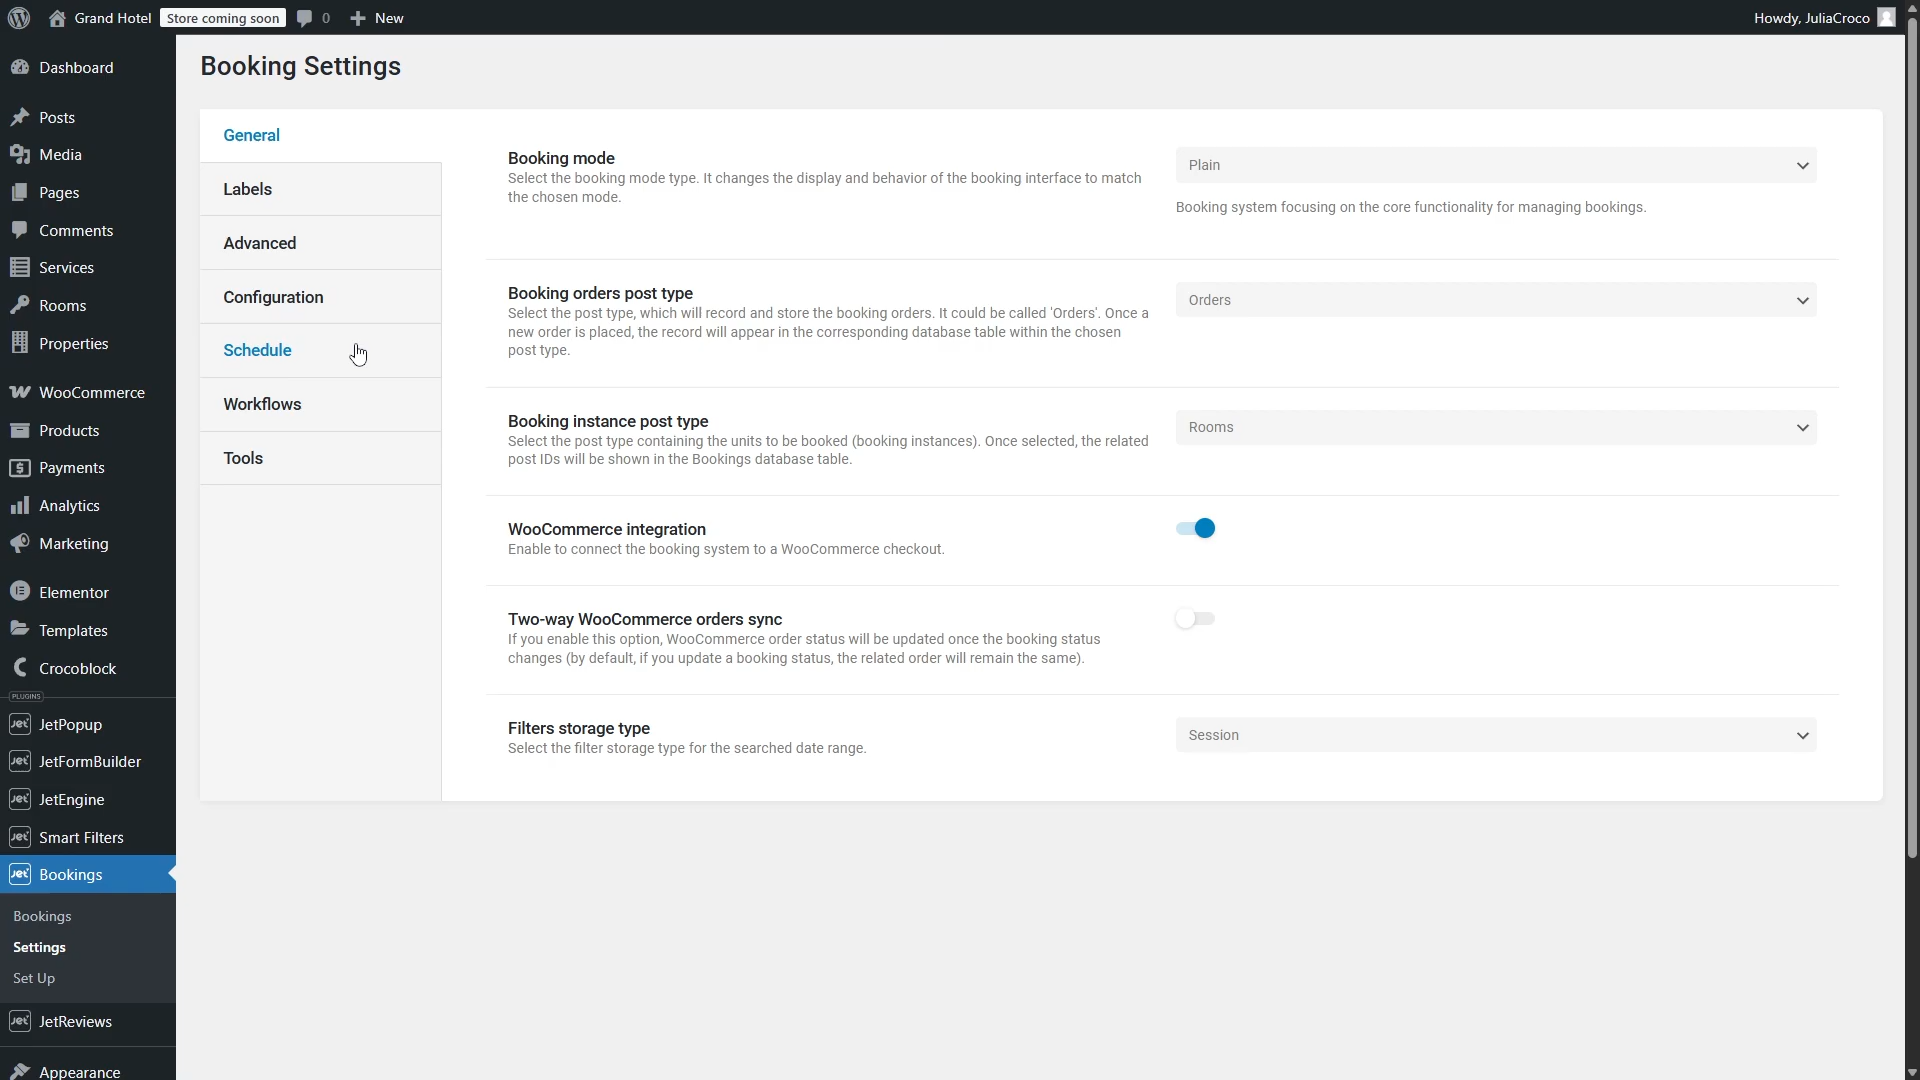 Grand Hotel
Store coming soon
0
New
Howdy, JuliaCroco
Dashboard
Posts
Media
Pages
Comments
Services
Rooms
Properties
WooCommerce
Products
Payments
Analytics
Marketing
Elementor
Templates
Crocoblock
PLUGINS
JetPopup
JetFormBuilder
JetEngine
Smart Filters
Bookings
Bookings
Settings
Set Up
JetReviews
Appearance
Booking Settings
General
Labels
Advanced
Configuration
Schedule
Workflows
Tools
Booking mode
Select the booking mode type. It changes the display and behavior of the booking interface to match
the chosen mode.
Plain
Booking system focusing on the core functionality for managing bookings.
Booking orders post type
Select the post type, which will record and store the booking orders. It could be called 'Orders'. Once a
new order is placed, the record will appear in the corresponding database table within the chosen
post type.
Orders
Booking instance post type
Select the post type containing the units to be booked (booking instances). Once selected, the related
post IDs will be shown in the Bookings database table.
Rooms
WooCommerce integration
Enable to connect the booking system to a WooCommerce checkout.
Two-way WooCommerce orders sync
If you enable this option, WooCommerce order status will be updated once the booking status
changes (by default, if you update a booking status, the related order will remain the same).
Filters storage type
Select the filter storage type for the searched date range.
Session